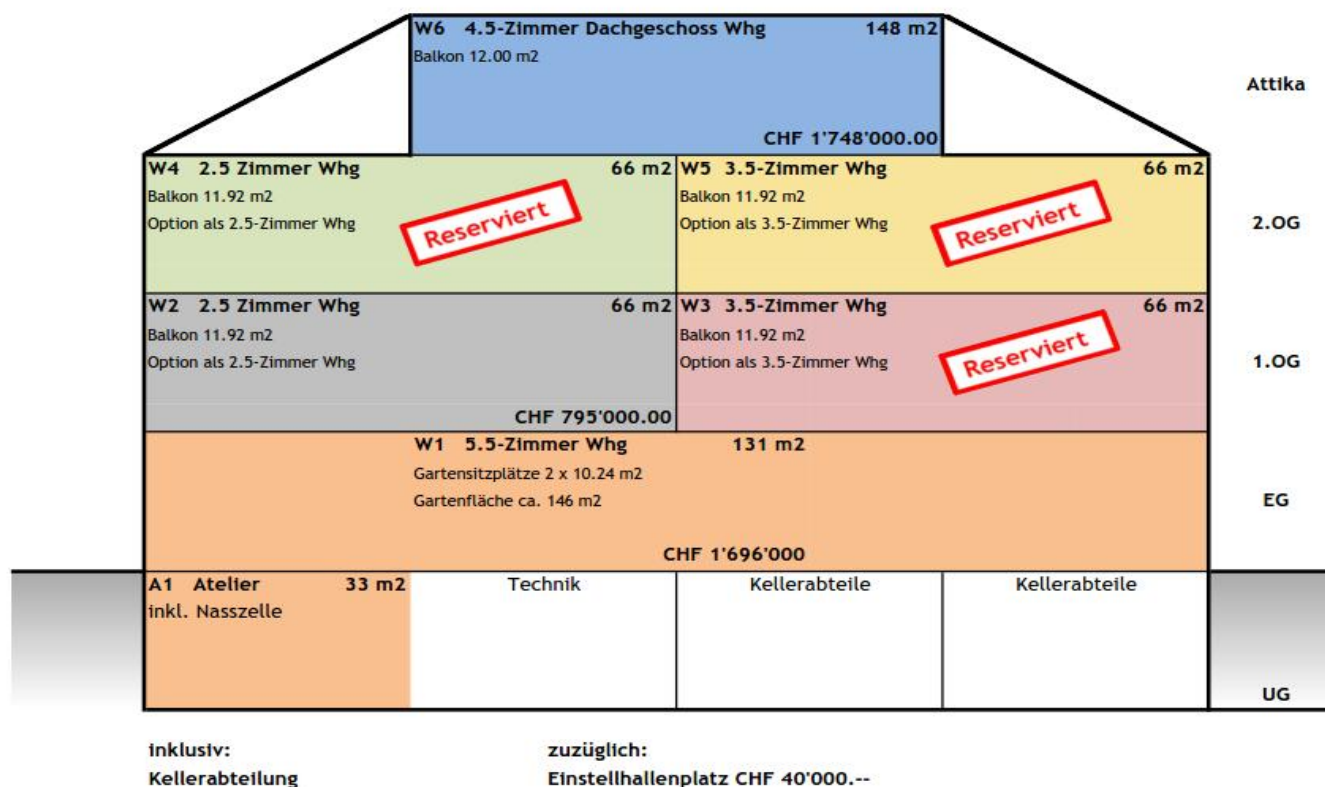 W6 4.5-Zimmer Dachgeschoss Whg 148 m2
Balkon 12.00 m2
Attika
CHF 1'748'000.00
W4 2.5 Zimmer Whg 66 m2
Balkon 11.92 m2
Option als 2.5-Zimmer Whg
Reserviert
W5 3.5-Zimmer Whg 66 m2
Balkon 11.92 m2
Option als 3.5-Zimmer Whg
Reserviert
2.OG
W2 2.5 Zimmer Whg 66 m2
Balkon 11.92 m2
Option als 2.5-Zimmer Whg
CHF 795'000.00
W3 3.5-Zimmer Whg 66 m2
Balkon 11.92 m2
Option als 3.5-Zimmer Whg
Reserviert
1.OG
W1 5.5-Zimmer Whg 131 m2
Gartensitzplätze 2 x 10.24 m2
Gartenfläche ca. 146 m2
EG
CHF 1'696'000
A1 Atelier 33 m2
inkl. Nasszelle
Technik
Kellerabteile
Kellerabteile
UG
inklusiv:
Kellerabteilung
zuzüglich:
Einstellhallenplatz CHF 40'000.--